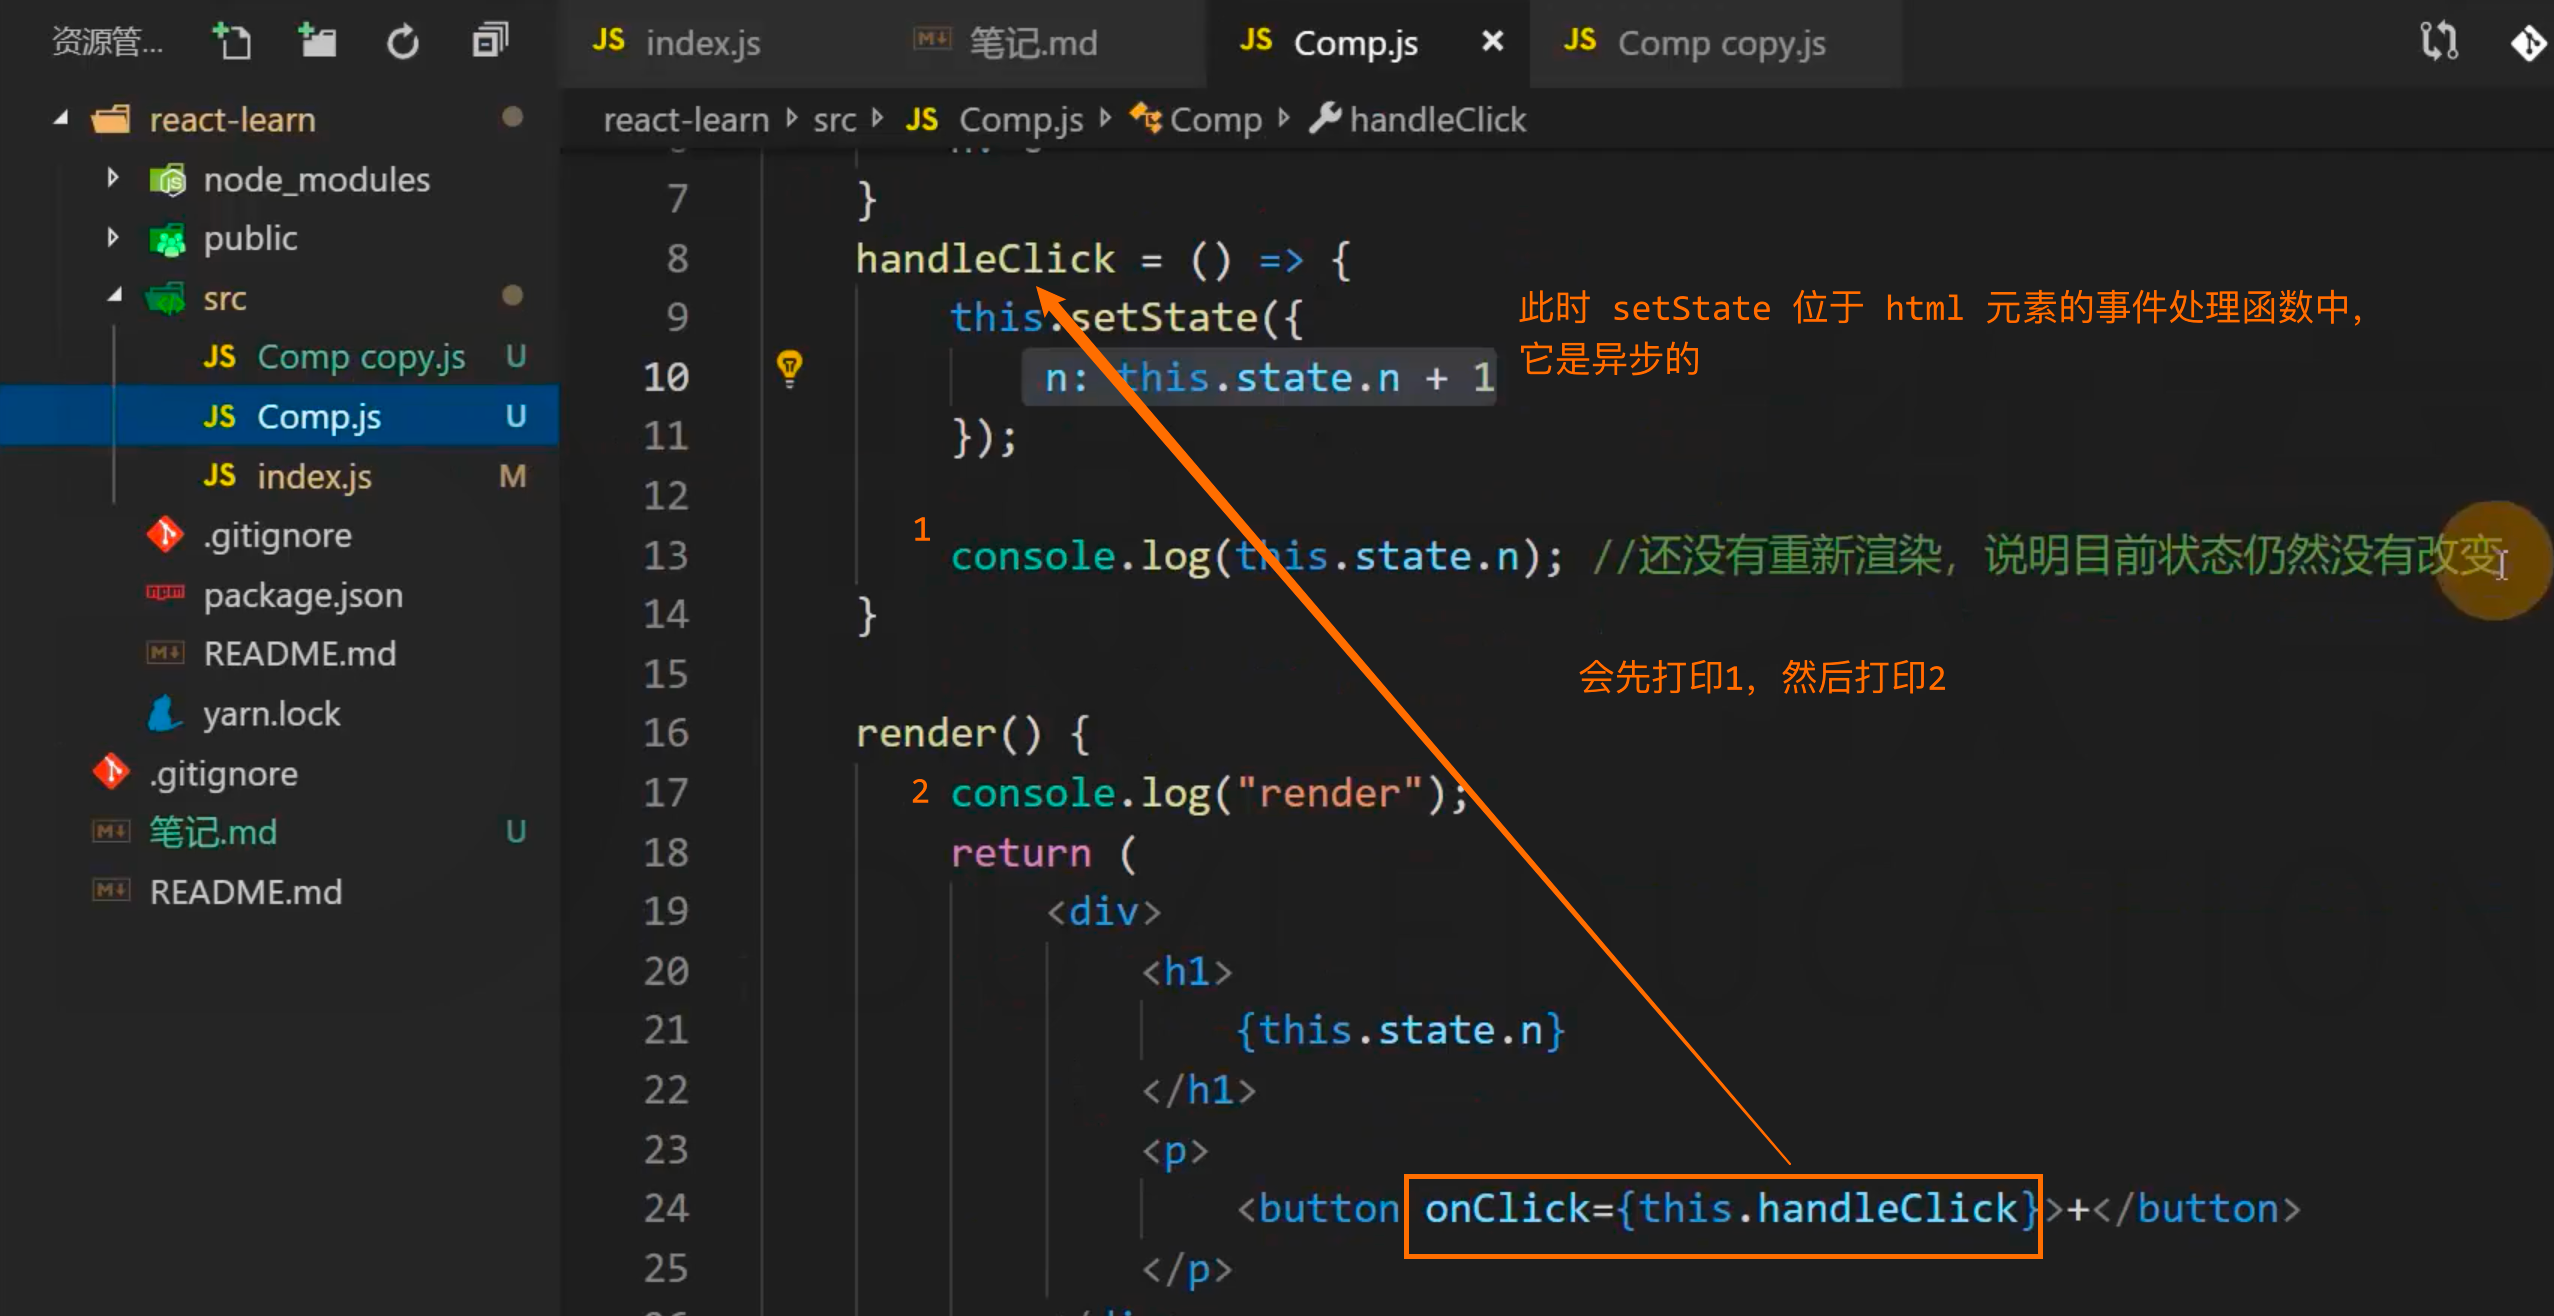 资源管...
JS index.js
笔记.md
JS Comp.js ×
JS Comp copy.js
react-learn
node_modules
public
src
JS Comp copy.js U
JS Comp.js U
JS index.js M
.gitignore
package.json
README.md
yarn.lock
.gitignore
笔记.md U
README.md
react-learn src JS Comp.js Comp handleClick
7 }
8 handleClick = () => {
9 this.setState({
10 n: this.state.n + 1
11 });
12
1
13 console.log(this.state.n); //还没有重新渲染，说明目前状态仍然没有改变
14 }
15
16 render() {
2
17 console.log("render");
18 return (
19 <div>
20 <h1>
21 {this.state.n}
22 </h1>
23 <p>
24 <button onClick={this.handleClick}>+</button>
25 </p>
此时 setState 位于 html 元素的事件处理函数中，
它是异步的
会先打印1，然后打印2